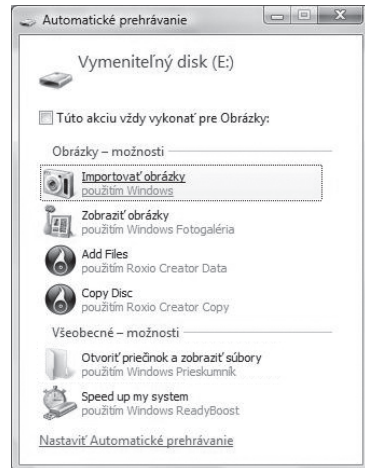 Automatické prehrávanie
Vymeniteľný disk (E:)
Túto akciu vždy vykonať pre Obrázky:
Obrázky – možnosti
Importovať obrázky
použitím Windows
Zobraziť obrázky
použitím Windows Fotogaléria
Add Files
použitím Roxio Creator Data
Copy Disc
použitím Roxio Creator Copy
Všeobecné – možnosti
Otvoriť priečinok a zobraziť súbory
použitím Windows Prieskumník
Speed up my system
použitím Windows ReadyBoost
Nastaviť Automatické prehrávanie